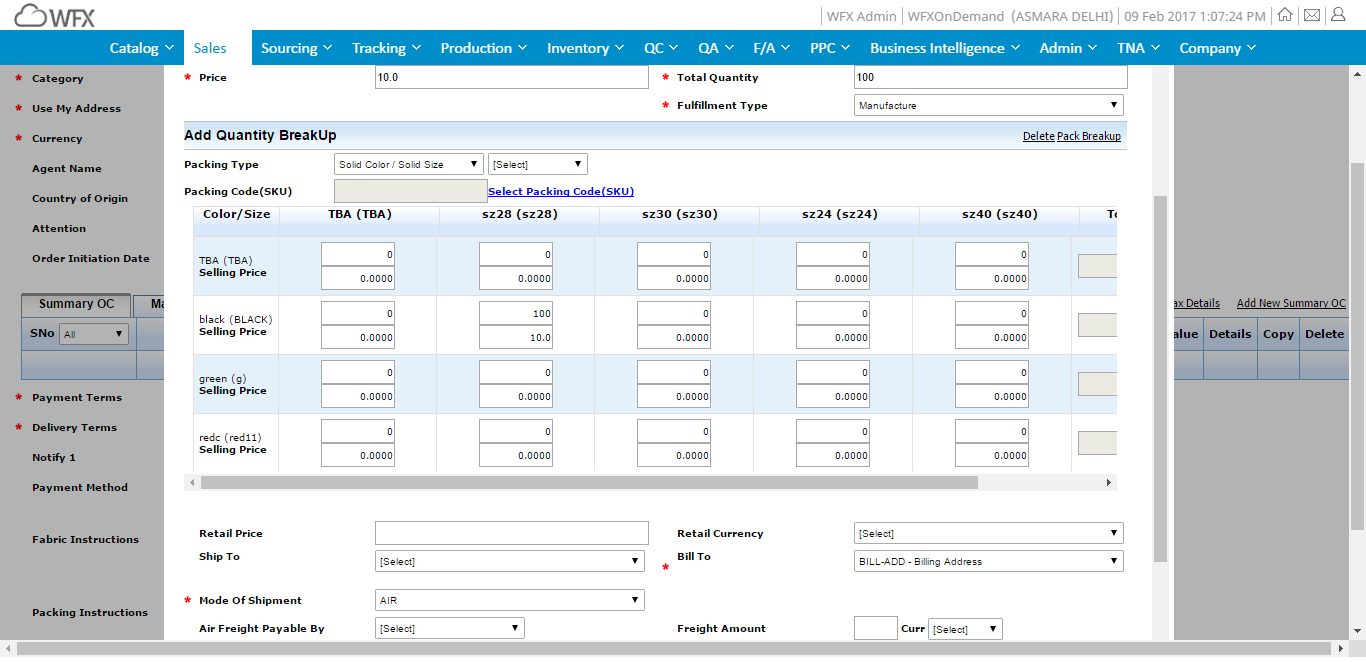 WFX
WFX Admin | WFXOnDemand (ASMARA DELHI) | 09 Feb 2017 1:07:24 PM
Catalog Sales Sourcing Tracking Production Inventory QC QA F/A PPC Business Intelligence Admin TNA Company
* Category
* Price 10.0 * Total Quantity 100
* Use My Address
* Fulfillment Type Manufacture
* Currency
Add Quantity BreakUp Delete Pack Breakup
Agent Name
Packing Type Solid Color / Solid Size [Select]
Country of Origin
Packing Code(SKU) Select Packing Code(SKU)
Color/Size TBA (TBA) sz28 (sz28) sz30 (sz30) sz24 (sz24) sz40 (sz40)
Attention
TBA (TBA) 0 0 0 0 0
Selling Price 0.0000 0.0000 0.0000 0.0000 0.0000
Order Initiation Date
Summary OC
Details Add New Summary OC
black (BLACK) 0 100 0 0 0
Selling Price 0.0000 10.0 0.0000 0.0000 0.0000
SNo All
Details Copy Delete
green (g) 0 0 0 0 0
Selling Price 0.0000 0.0000 0.0000 0.0000 0.0000
* Payment Terms
* Delivery Terms
redc (red11) 0 0 0 0 0
Selling Price 0.0000 0.0000 0.0000 0.0000 0.0000
Notify 1
Payment Method
Retail Price Retail Currency [Select]
Fabric Instructions
Ship To [Select] * Bill To BILL-ADD - Billing Address
* Mode Of Shipment AIR
Packing Instructions
Air Freight Payable By [Select] Freight Amount Curr [Select]